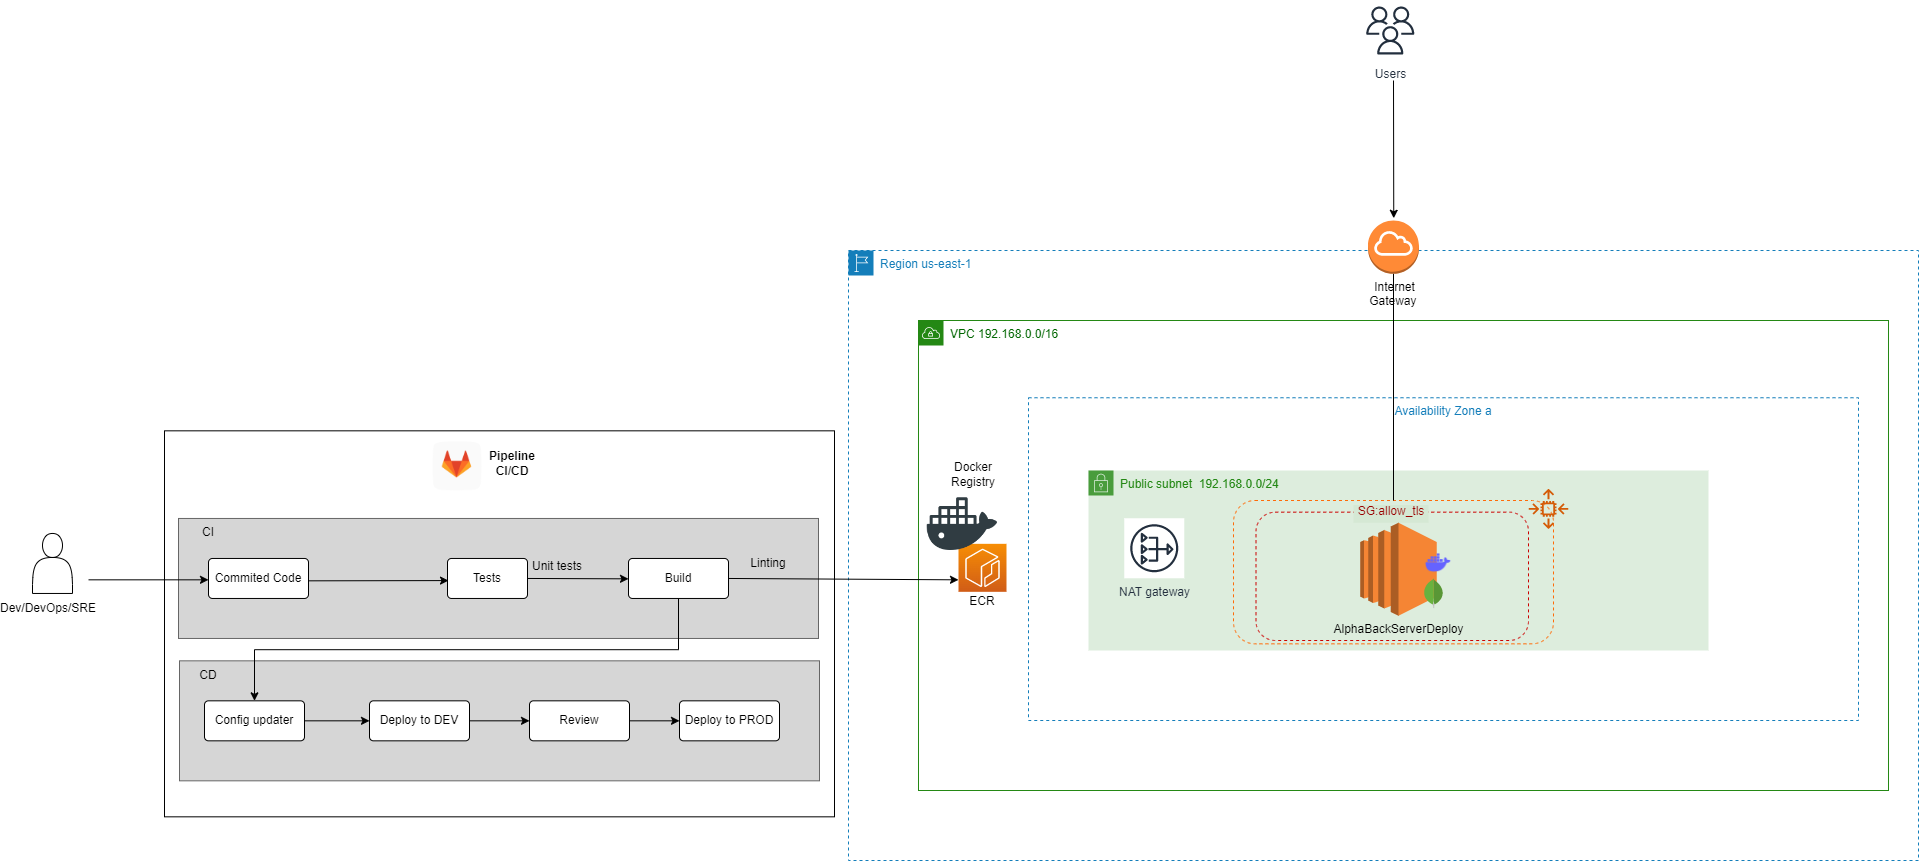 Users
Internet
Gateway
Region us-east-1
VPC 192.168.0.0/16
Availability Zone a
Public subnet  192.168.0.0/24
SG:allow_tls
NAT gateway
AlphaBackServerDeploy
Docker
Registry
ECR
Pipeline
CI/CD
CI
Commited Code
Tests
Unit tests
Build
Linting
Dev/DevOps/SRE
CD
Config updater
Deploy to DEV
Review
Deploy to PROD